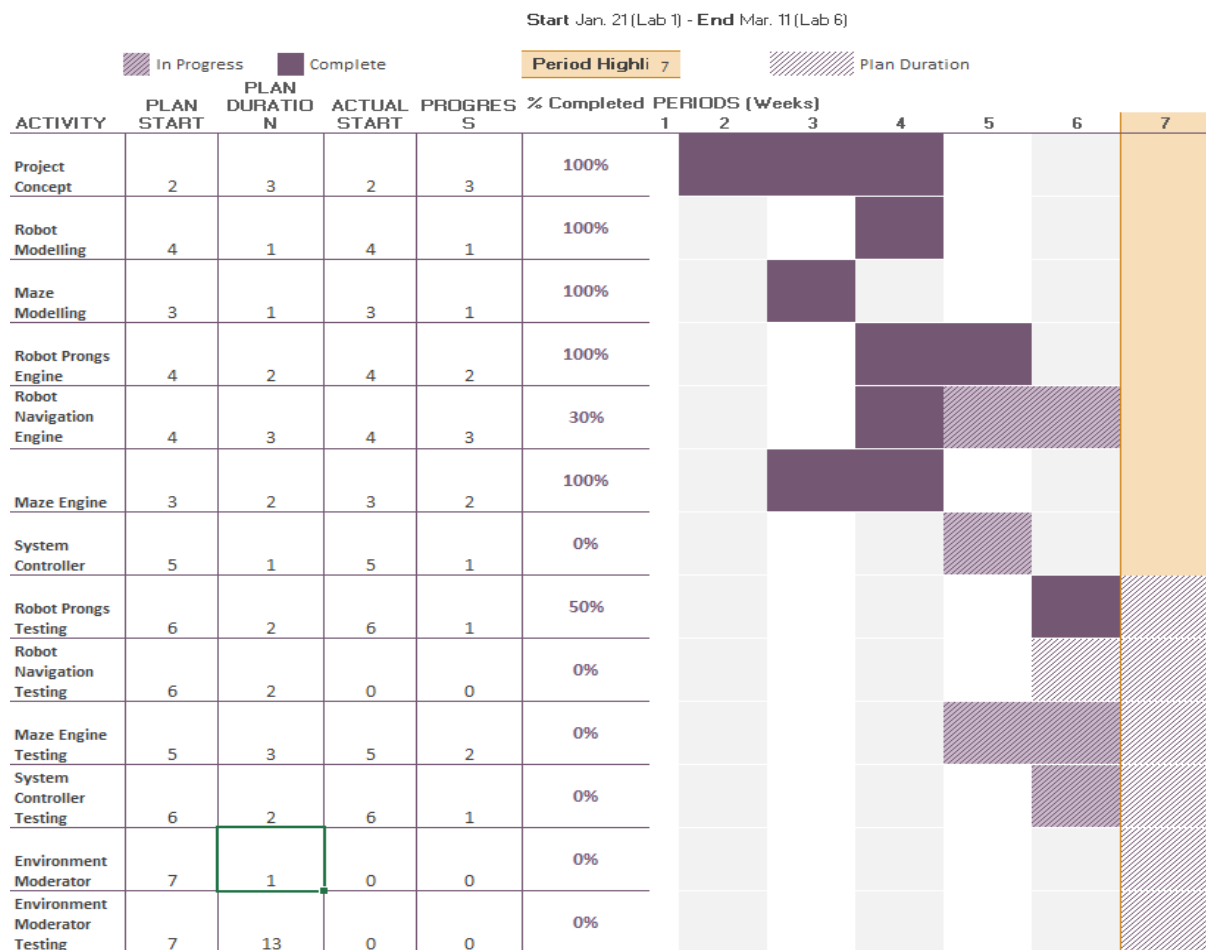 Start Jan. 21 (Lab 1) - End Mar. 11 (Lab 6)
In Progress
Complete
Period Highli 7
Plan Duration
ACTIVITY PLAN START PLAN DURATIO N ACTUAL START PROGRES S % Completed PERIODS (Weeks)
1 2 3 4 5 6 7
Project
Concept 2 3 2 3 100%
Robot
Modelling 4 1 4 1 100%
Maze
Modelling 3 1 3 1 100%
Robot Prongs
Engine 4 2 4 2 100%
Robot
Navigation
Engine 4 3 4 3 30%
Maze Engine 3 2 3 2 100%
System
Controller 5 1 5 1 0%
Robot Prongs
Testing 6 2 6 1 50%
Robot
Navigation
Testing 6 2 0 0 0%
Maze Engine
Testing 5 3 5 2 0%
System
Controller
Testing 6 2 6 1 0%
Environment
Moderator 7 1 0 0 0%
Environment
Moderator
Testing 7 13 0 0 0%